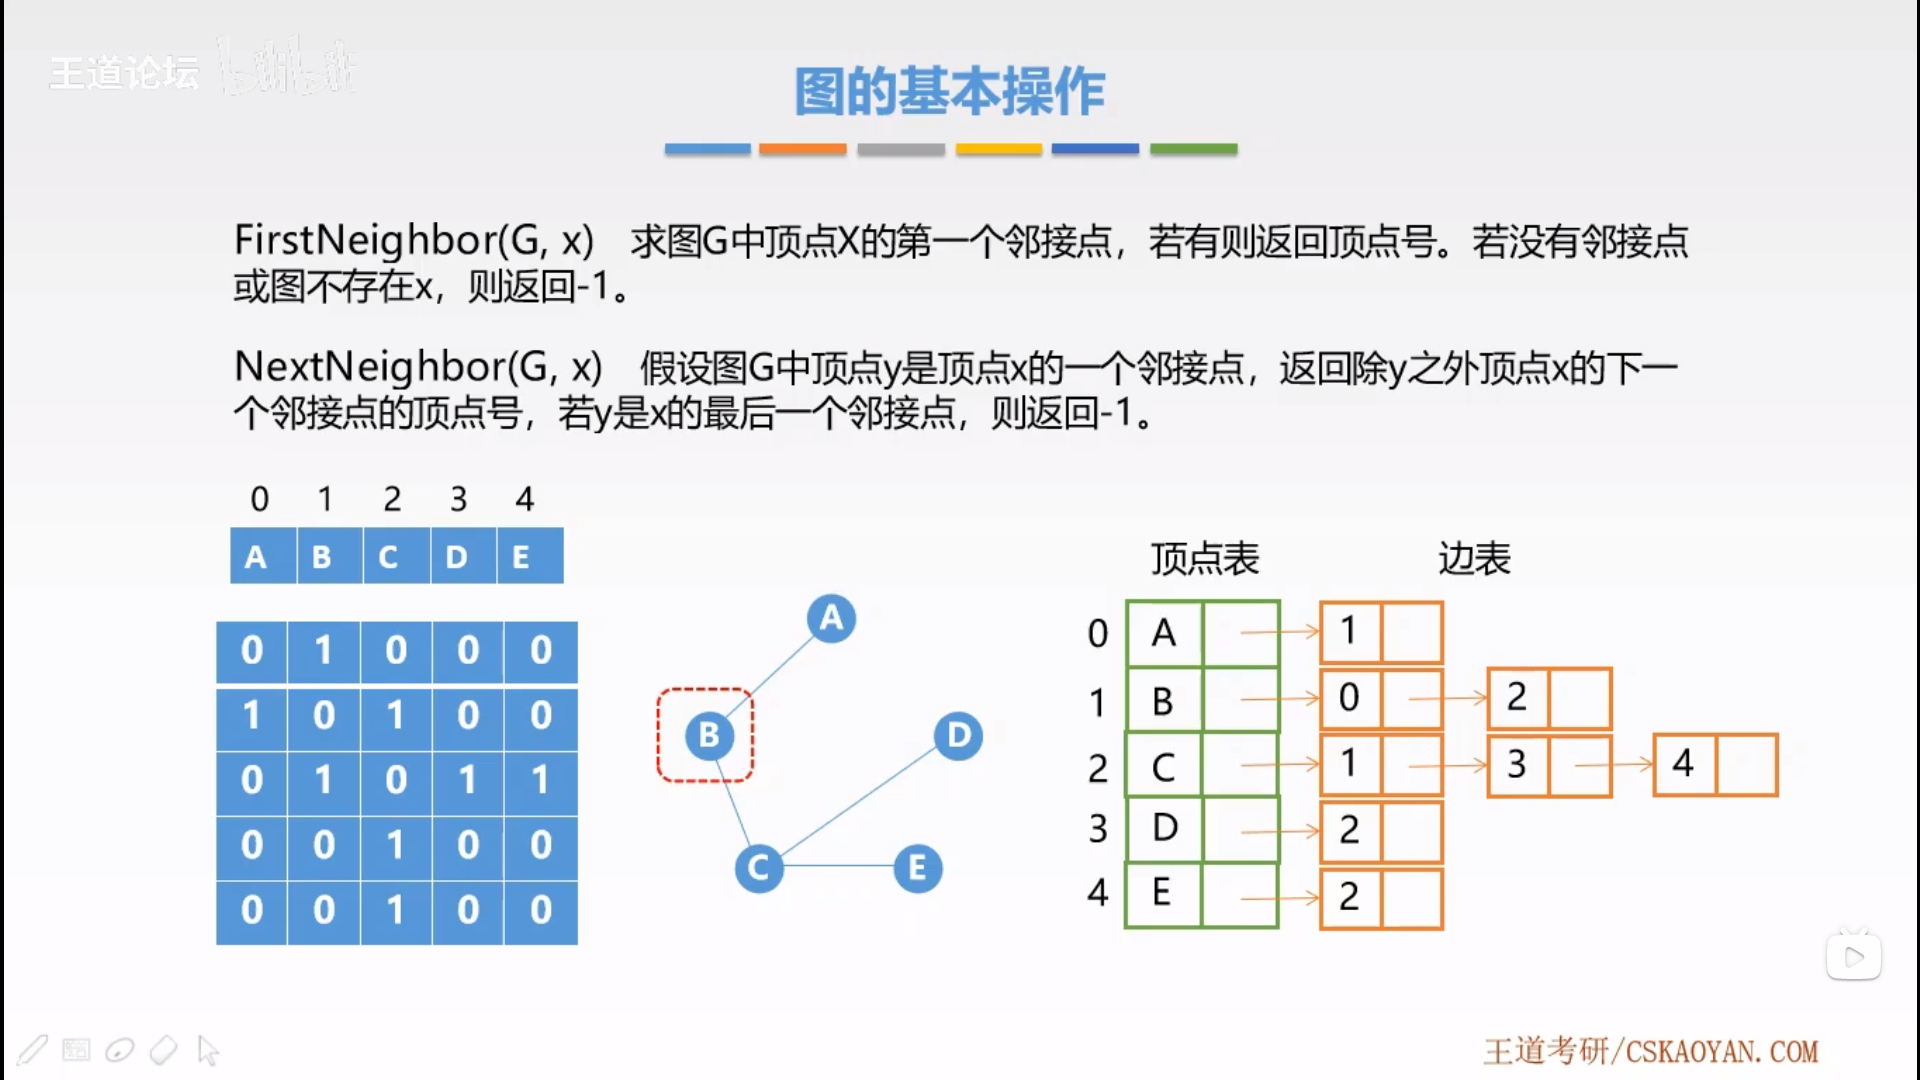 王道论坛 bilibili
图的基本操作
FirstNeighbor(G, x) 求图G中顶点X的第一个邻接点，若有则返回顶点号。若没有邻接点
或图不存在x，则返回-1。
NextNeighbor(G, x) 假设图G中顶点y是顶点x的一个邻接点，返回除y之外顶点x的下一
个邻接点的顶点号，若y是x的最后一个邻接点，则返回-1。
0 1 2 3 4
A B C D E
0 1 0 0 0
1 0 1 0 0
0 1 0 1 1
0 0 1 0 0
0 0 1 0 0
A
B
D
C
E
顶点表 边表
0 A 1
1 B 0 2
2 C 1 3 4
3 D 2
4 E 2
王道考研/CSKAOYAN.COM